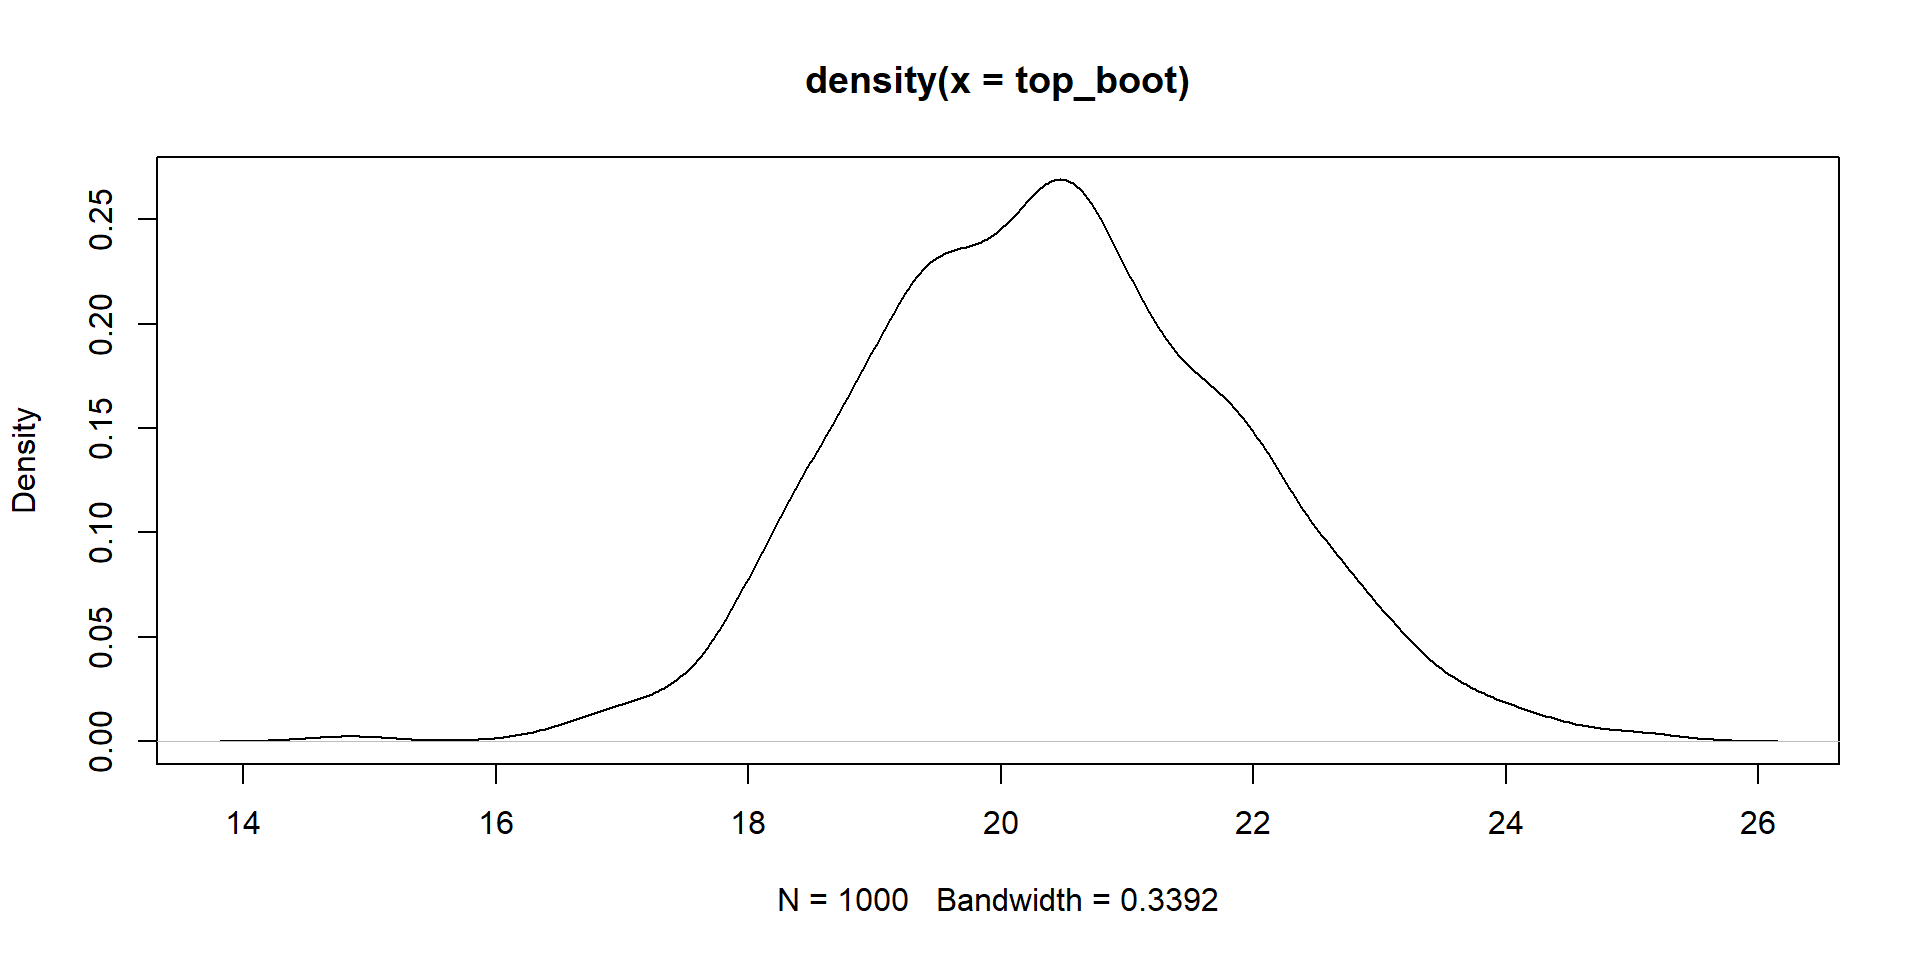 density(x = top_boot)
Density
0.25
0.20
0.15
0.10
0.05
0.00
14 16 18 20 22 24 26
N = 1000 Bandwidth = 0.3392